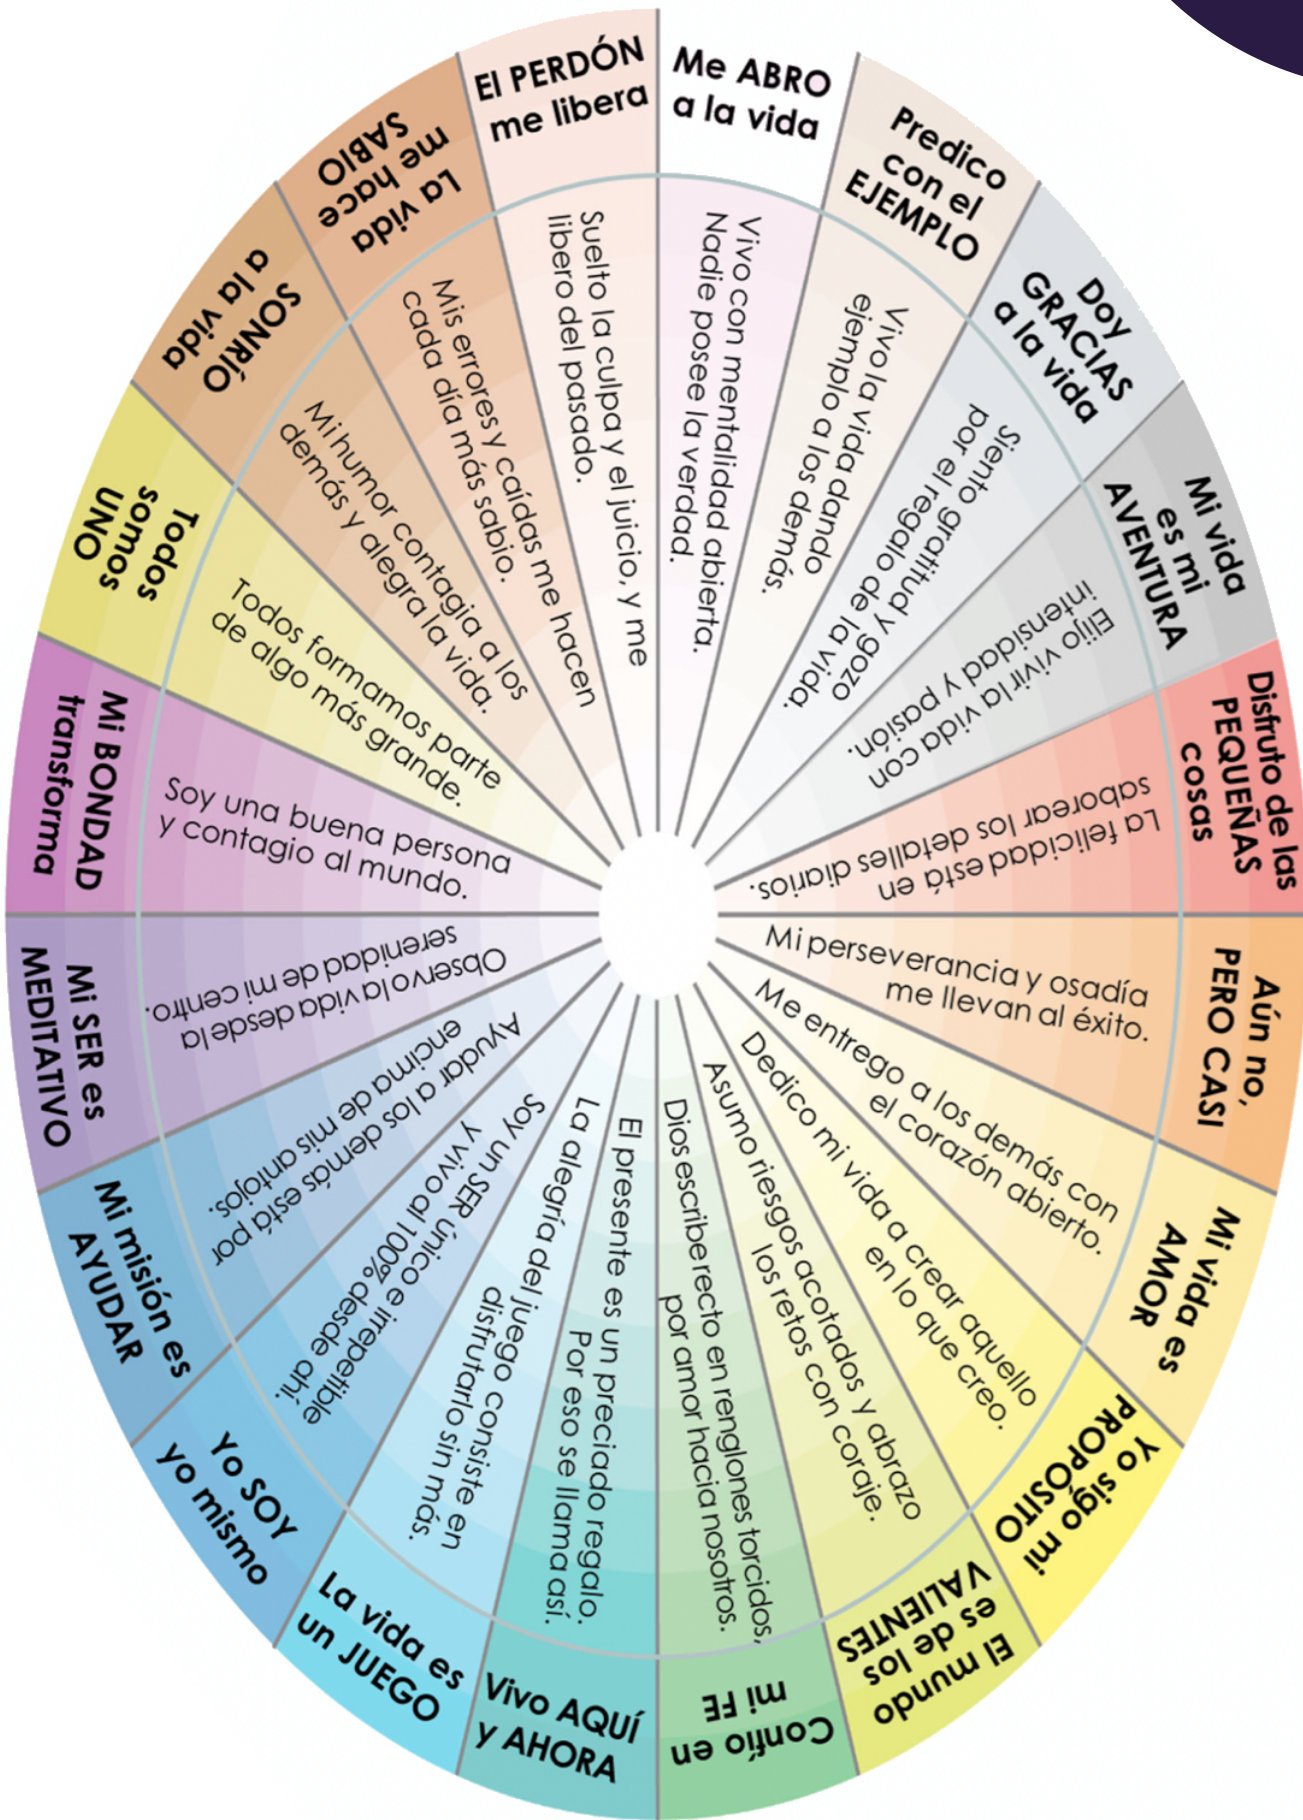 Me ABRO
a la vida
Vivo con mentalidad abierta.
Nadie posee la verdad.
Predico
con el
EJEMPLO
Vivo la vida dando
ejemplo a los demás.
Doy
GRACIAS
a la vida
Siento gratitud y gozo
por el regalo de la vida.
Mi vida
es mi
AVENTURA
Elijo vivir la vida con
intensidad y pasión.
Disfruto de las
PEQUEÑAS
cosas
La felicidad está en
saborear los detalles diarios.
Aún no,
PERO CASI
Mi perseverancia y osadía
me llevan al éxito.
Mi vida es
AMOR
Me entrego a los demás con
el corazón abierto.
Yo sigo mi
PROPÓSITO
Dedico mi vida a crear aquello
en lo que creo.
El mundo
es de los
VALIENTES
Asumo riesgos acotados y abrazo
los retos con coraje.
Confío en
mi FE
Dios escribe recto en renglones torcidos,
por amor hacia nosotros.
Vivo AQUÍ
y AHORA
El presente es un preciado regalo.
Por eso se llama así.
La vida es
un JUEGO
La alegría del juego consiste en
disfrutarlo sin más.
Yo SOY
yo mismo
Soy un SER único e irrepetible
y vivo al 100% desde ahí.
Mi misión es
AYUDAR
Ayudar a los demás está por
encima de mis antojos.
Mi SER es
MEDITATIVO
Observo la vida desde la
serenidad de mi centro.
Mi BONDAD
transforma
Soy una buena persona
y contagio al mundo.
Todos
somos
UNO
Todos formamos parte
de algo más grande.
SONRÍO
a la vida
Mi humor contagia a los
demás y alegra la vida.
La vida
me hace
SABIO
Mis errores y caídas me hacen
cada día más sabio.
El PERDÓN
me libera
Suelto la culpa y el juicio, y me
libero del pasado.